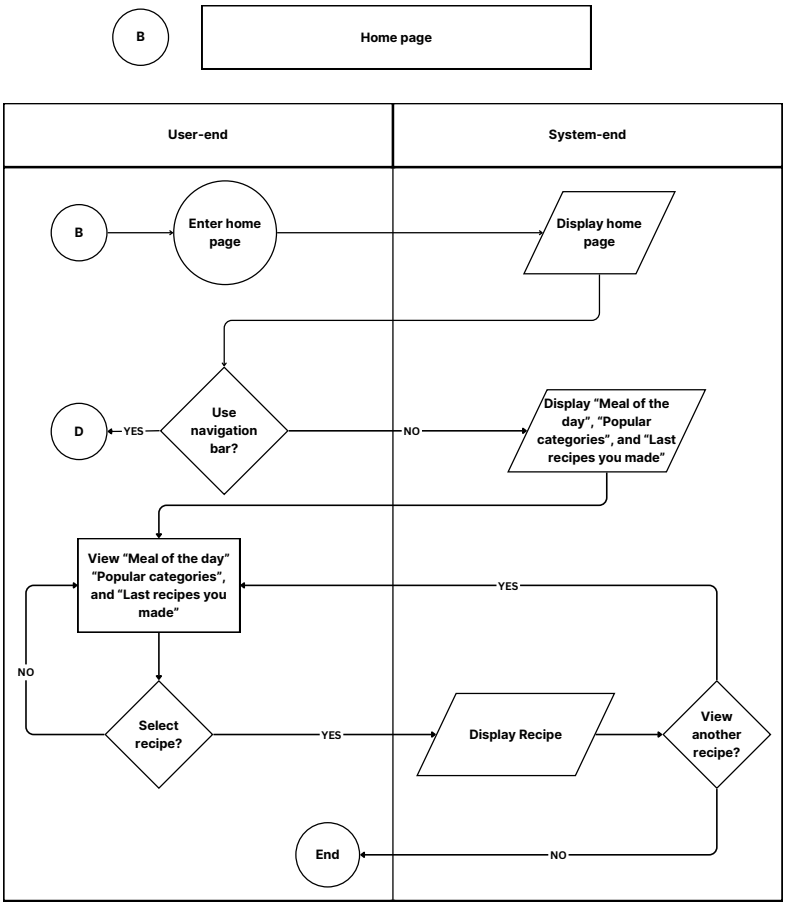 B
Home page
User-end
System-end
B
Enter home
page
Display home
page
D
YES
Use
navigation
bar?
NO
Display “Meal of the
day”, “Popular
categories”, and “Last
recipes you made”
View “Meal of the day”
“Popular categories”,
and “Last recipes you
made”
YES
NO
Select
recipe?
YES
Display Recipe
View
another
recipe?
End
NO